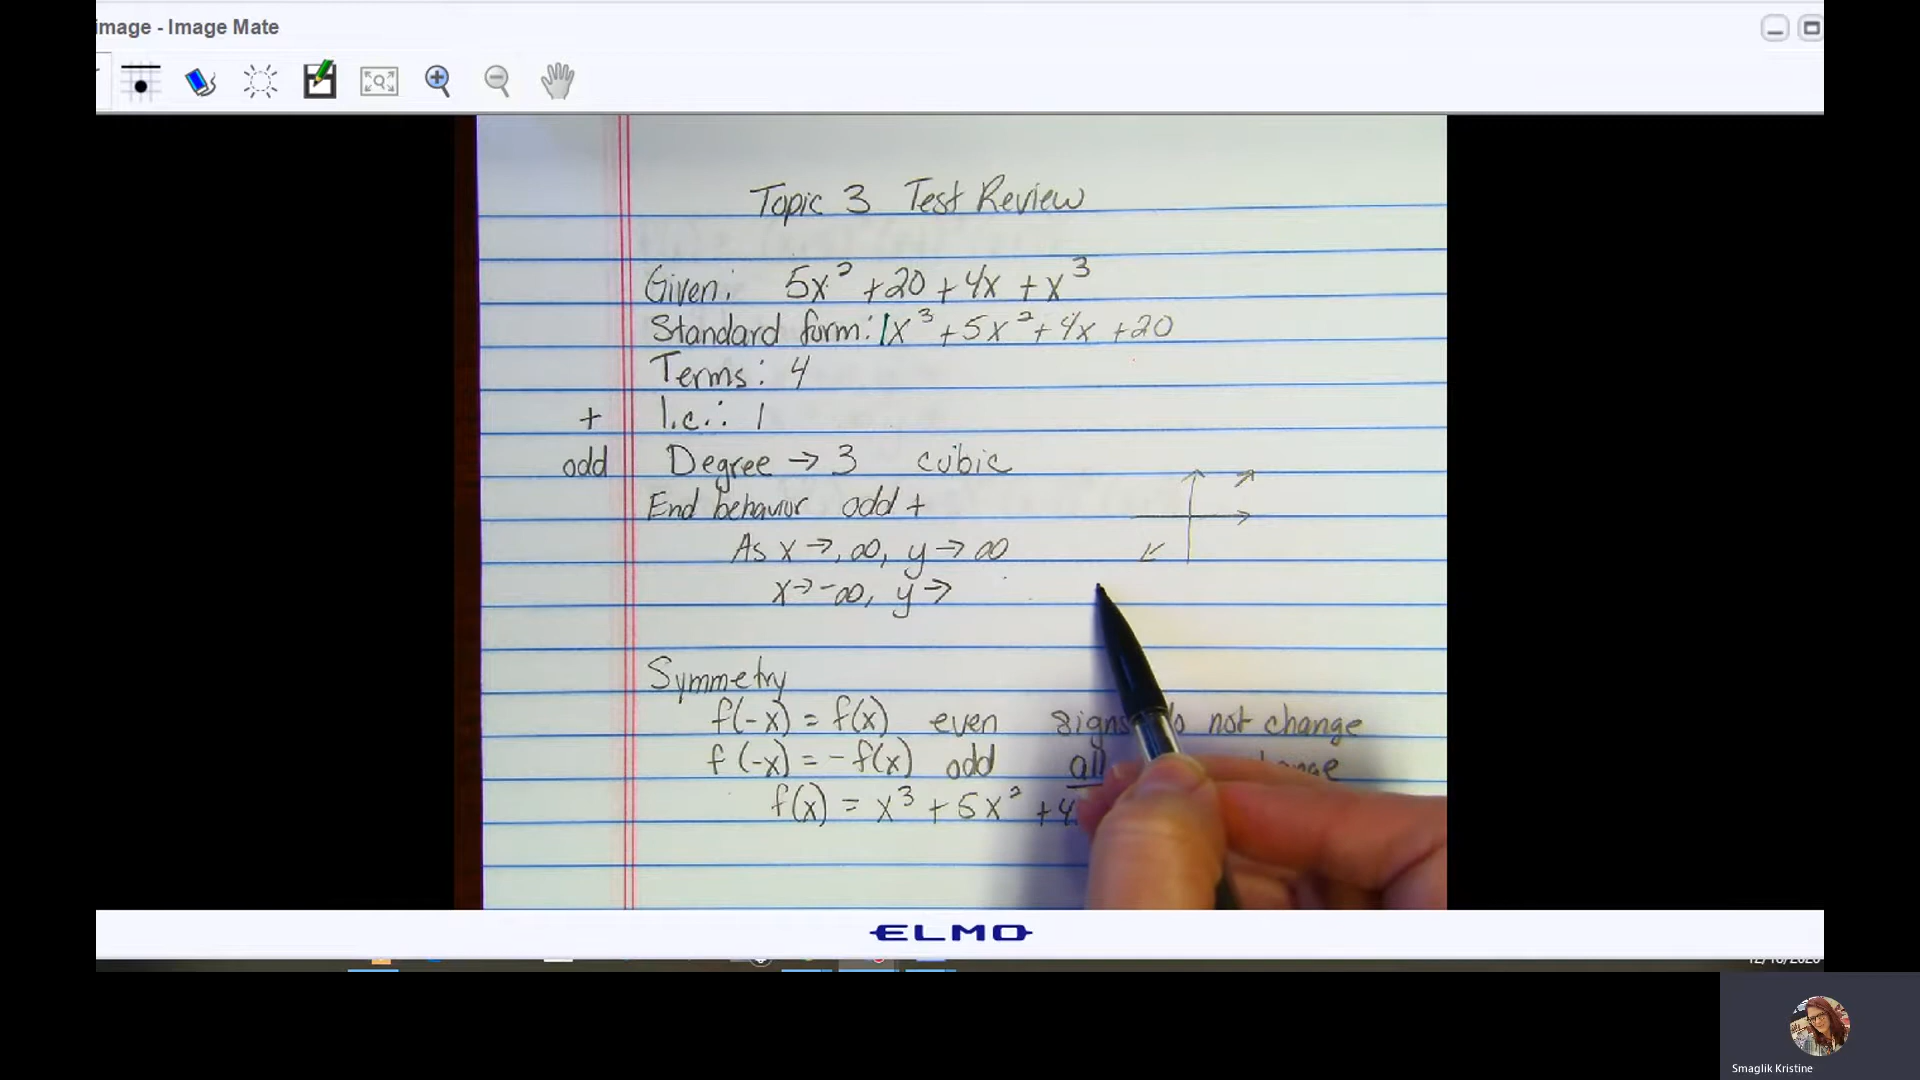 image - Image Mate
Topic 3 Test Review
Given: 5x² + 20 + 4x + x³
Standard form: 1x³ + 5x² + 4x + 20
Terms: 4
+ l.c.: 1
odd Degree → 3 cubic
End behavior odd +
As x → ∞, y → ∞
x → -∞, y →
Symmetry
f(-x) = f(x) even signs do not change
f(-x) = -f(x) odd all change
f(x) = x³ + 5x² + 4
ELMO
Smaglik Kristine